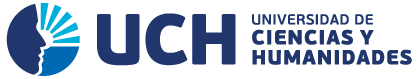 UCH
UNIVERSIDAD DE
CIENCIAS Y
HUMANIDADES